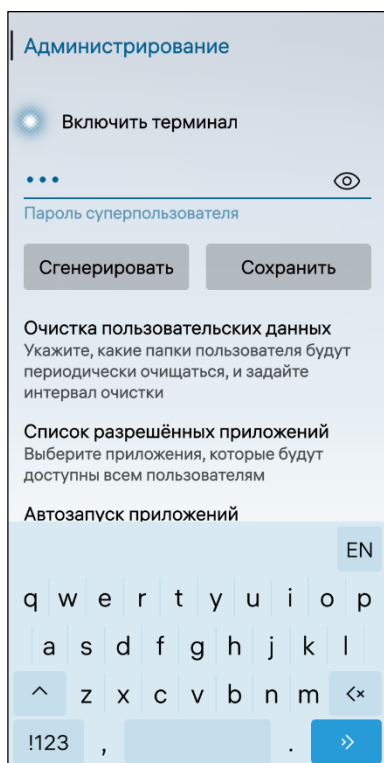 Администрирование
Включить терминал
•••
Пароль суперпользователя
Сгенерировать Сохранить
Очистка пользовательских данных
Укажите, какие папки пользователя будут
периодически очищаться, и задайте
интервал очистки
Список разрешённых приложений
Выберите приложения, которые будут
доступны всем пользователям
Автозапуск приложений
EN
q w e r t y u i o p
a s d f g h j k l
z x c v b n m
!123 , .